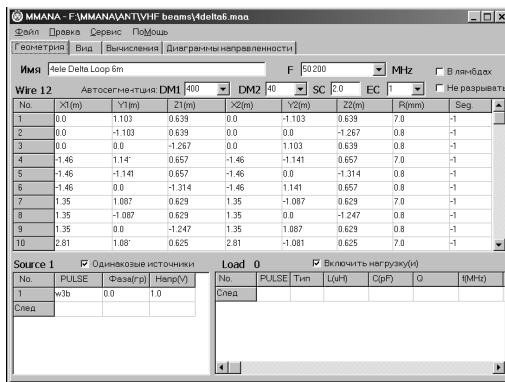 MMANA - F:\MMANA\ANT\VHF beams\4delta6.maa
Файл Правка Сервис ПоМощь
Геометрия Вид Вычисления Диаграммы направленности
Имя 4ele Delta Loop 6m F 50200 MHz В лямбдах
Wire 12 Автосегментция: DM1 400 DM2 40 SC 2.0 EC 1 Не разрывать
No. X1(m) Y1(m) Z1(m) X2(m) Y2(m) Z2(m) R(mm) Seg.
1 0.0 1.103 0.639 0.0 -1.103 0.639 7.0 -1
2 0.0 -1.103 0.639 0.0 0.0 -1.267 0.8 -1
3 0.0 0.0 -1.267 0.0 1.103 0.639 0.8 -1
4 -1.46 1.14 0.657 -1.46 -1.141 0.657 7.0 -1
5 -1.46 -1.141 0.657 -1.46 0.0 -1.314 0.8 -1
6 -1.46 0.0 -1.314 -1.46 1.141 0.657 0.8 -1
7 1.35 1.087 0.629 1.35 -1.087 0.629 7.0 -1
8 1.35 -1.087 0.629 1.35 0.0 -1.247 0.8 -1
9 1.35 0.0 -1.247 1.35 1.087 0.629 0.8 -1
10 2.81 1.08 0.625 2.81 -1.081 0.625 7.0 -1
Source 1 Одинаковые источники Load 0 Включить нагрузку(и)
No. PULSE Фаза(гр) Напр(V) No. PULSE Тип L(uH) C(pF) Q f(MHz)
1 w3b 0.0 1.0 След
След